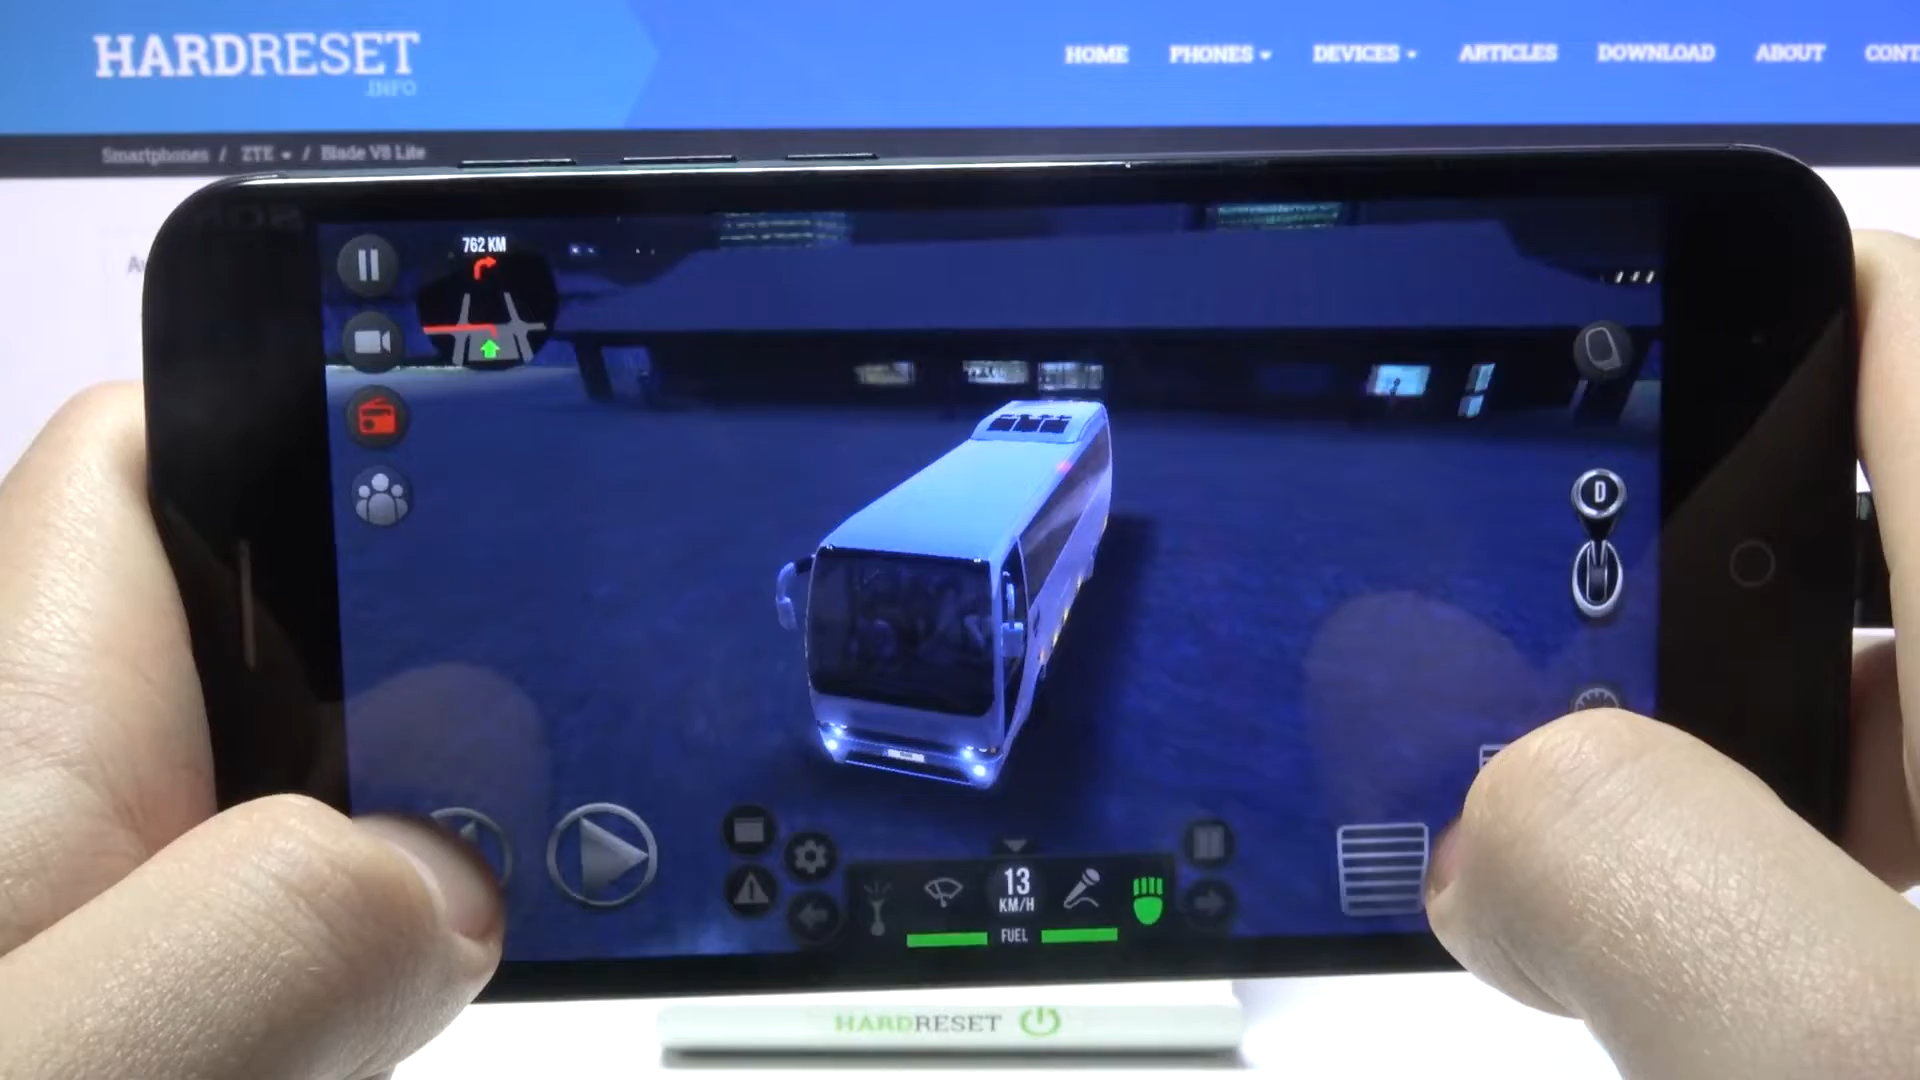 HARDRESET
.INFO
HOME PHONES DEVICES ARTICLES DOWNLOAD ABOUT CONT
Smartphones / ZTE / Blade V8 Lite
762 KM
D
13
KM/H
FUEL
HARDRESET